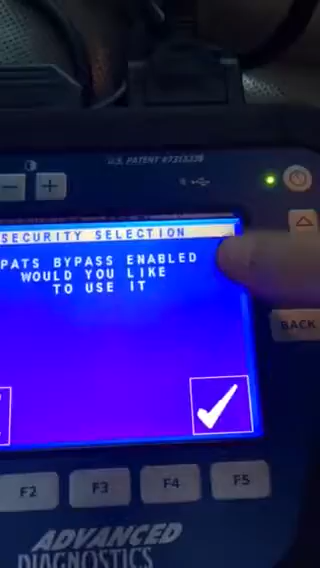 U.S. PATENT #7315239
SECURITY SELECTION
PATS BYPASS ENABLED
WOULD YOU LIKE
TO USE IT
BACK
F2 F3 F4 F5
ADVANCED
DIAGNOSTICS